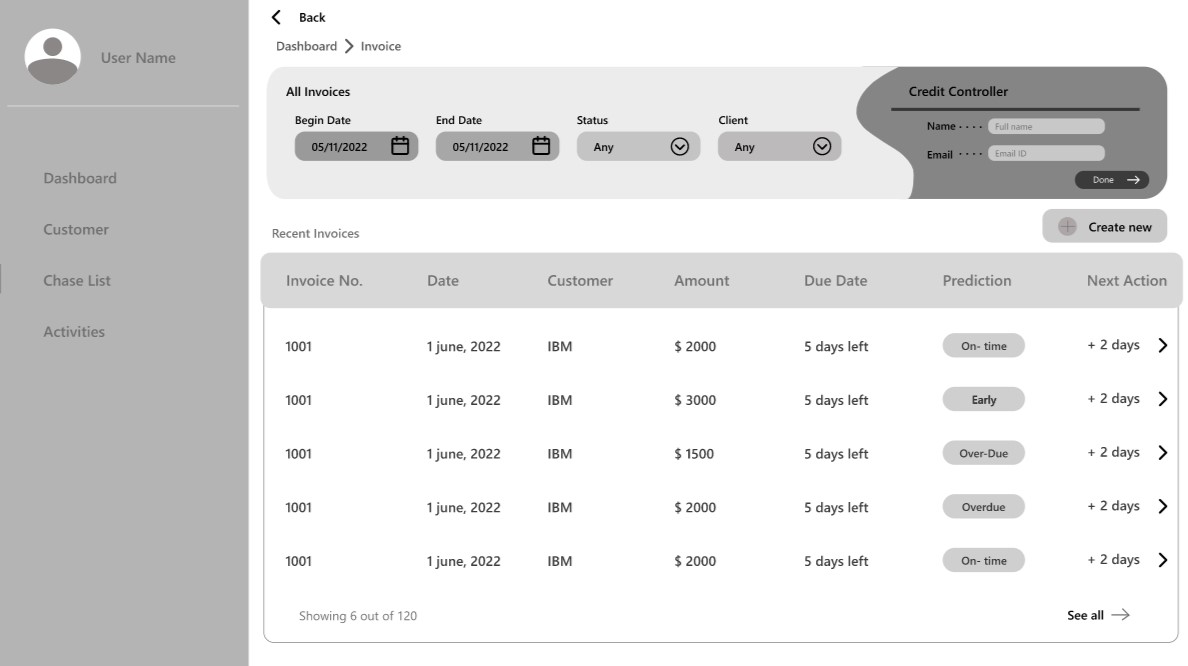 User Name
Dashboard
Customer
Chase List
Activities
Back
Dashboard Invoice
All Invoices
Begin Date End Date Status Client
05/11/2022 05/11/2022 Any Any
Credit Controller
Name · · · · Full name
Email · · · · Email ID
Done
Recent Invoices
Create new
Invoice No. Date Customer Amount Due Date Prediction Next Action
1001 1 june, 2022 IBM $ 2000 5 days left On- time + 2 days
1001 1 june, 2022 IBM $ 3000 5 days left Early + 2 days
1001 1 june, 2022 IBM $ 1500 5 days left Over-Due + 2 days
1001 1 june, 2022 IBM $ 2000 5 days left Overdue + 2 days
1001 1 june, 2022 IBM $ 2000 5 days left On- time + 2 days
Showing 6 out of 120
See all